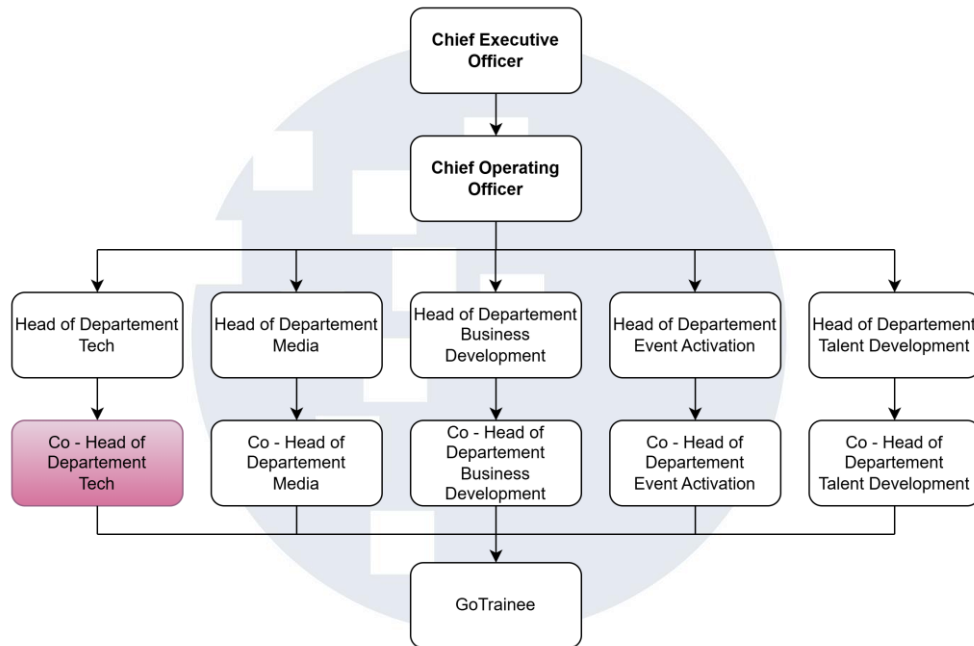 Chief Executive
Officer
Chief Operating
Officer
Head of Departement
Tech
Head of Departement
Media
Head of Departement
Business
Development
Head of Departement
Event Activation
Head of Departement
Talent Development
Co - Head of
Departement
Tech
Co - Head of
Departement
Media
Co - Head of
Departement
Business
Development
Co - Head of
Departement
Event Activation
Co - Head of
Departement
Talent Development
GoTrainee